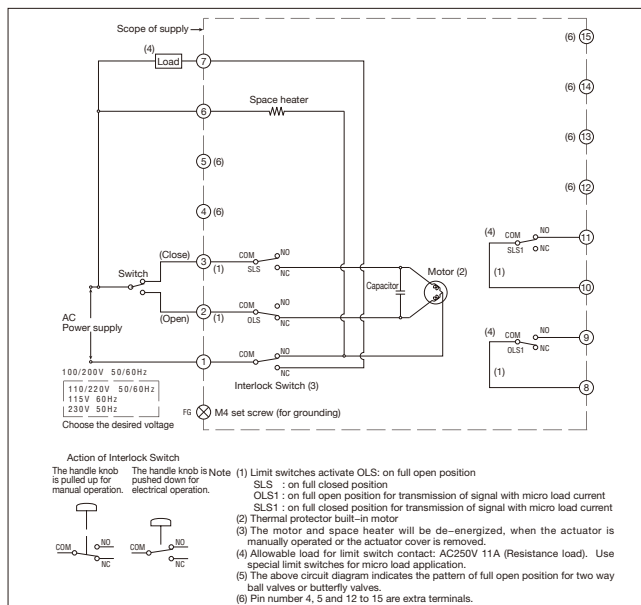 Scope of supply
(4)
Load
7
(6) 15
6
Space heater
(6) 14
5 (6)
(6) 13
4 (6)
(6) 12
(Close)
3
(1)
COM NO
SLS NC
Switch
(4) COM NO 11
SLS1 NC
(1)
10
Capacitor
Motor (2)
2
(Open)
(1)
COM NO
OLS NC
AC
Power supply
(4) COM NO 9
OLS1 NC
(1)
8
1
COM NO
NC
Interlock Switch (3)
100/200V 50/60Hz
110/220V 50/60Hz
115V 60Hz
230V 50Hz
Choose the desired voltage
FG M4 set screw (for grounding)
Action of Interlock Switch
The handle knob
is pulled up for
manual operation.
The handle knob is
pushed down for
electrical operation.
COM NO
NC
COM NO
NC
Note (1) Limit switches activate OLS: on full open position
SLS : on full closed position
OLS1 : on full open position for transmission of signal with micro load current
SLS1 : on full closed position for transmission of signal with micro load current
(2) Thermal protector built-in motor
(3) The motor and space heater will be de-energized, when the actuator is
manually operated or the actuator cover is removed.
(4) Allowable load for limit switch contact: AC250V 11A (Resistance load). Use
special limit switches for micro load application.
(5) The above circuit diagram indicates the pattern of full open position for two way
ball valves or butterfly valves.
(6) Pin number 4, 5 and 12 to 15 are extra terminals.